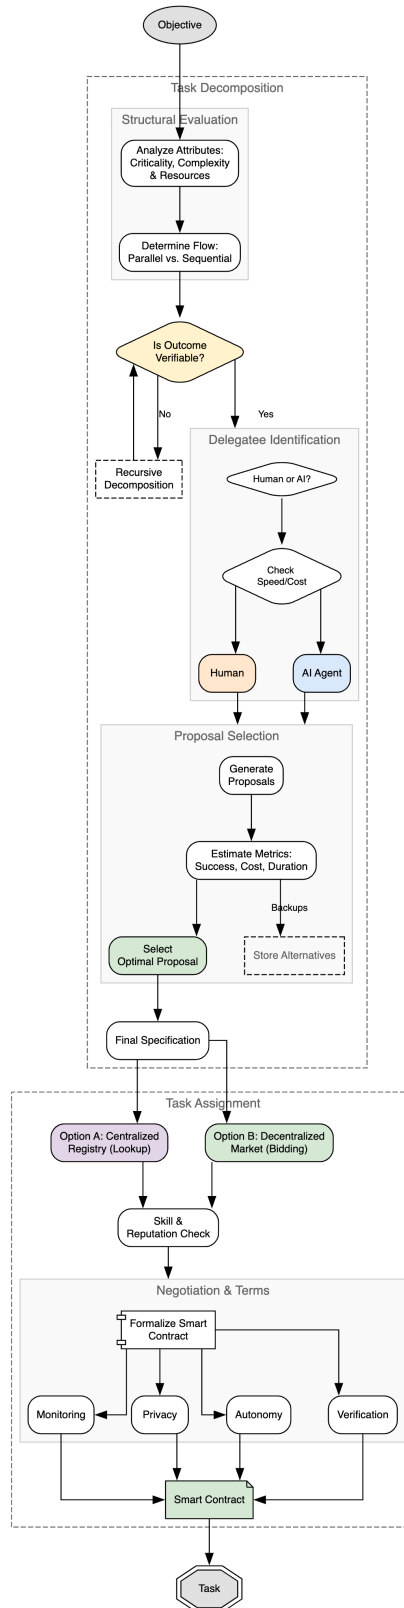 Objective
Task Decomposition
Structural Evaluation
Analyze Attributes:
Criticality, Complexity
& Resources
Determine Flow:
Parallel vs. Sequential
Is Outcome
Verifiable?
No
Yes
Recursive
Decomposition
Delegatee Identification
Human or AI?
Check
Speed/Cost
Human
AI Agent
Proposal Selection
Generate
Proposals
Estimate Metrics:
Success, Cost, Duration
Backups
Select
Optimal Proposal
Store Alternatives
Final Specification
Task Assignment
Option A: Centralized
Registry (Lookup)
Option B: Decentralized
Market (Bidding)
Skill &
Reputation Check
Negotiation & Terms
Formalize Smart
Contract
Monitoring
Privacy
Autonomy
Verification
Smart Contract
Task